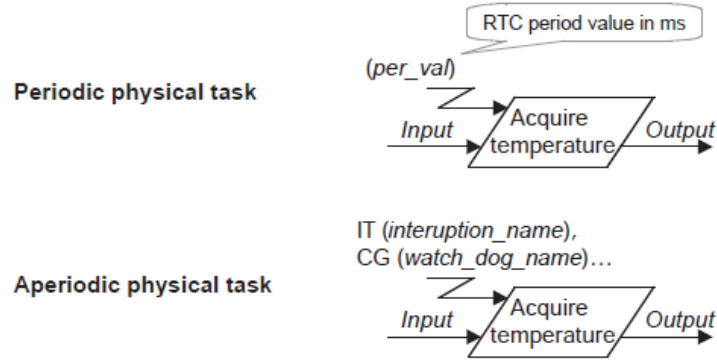 RTC period value in ms
(per_val)
Periodic physical task
Acquire
Input
temperature
Output
IT (interuption_name),
CG (watch_dog_name)…
Aperiodic physical task
Acquire
Input
temperature
Output